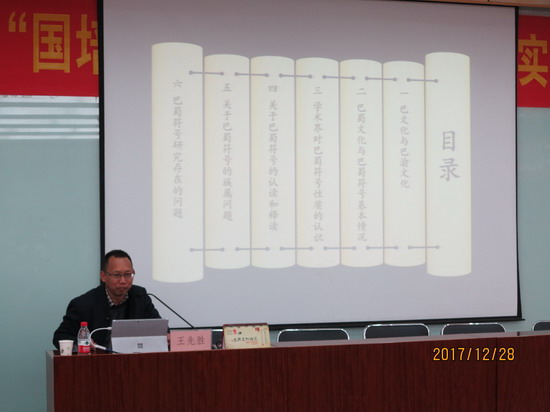 “国培
实
目录
一 巴文化与巴渝文化
二 巴蜀文化与巴蜀符号基本情况
三 学术界对巴蜀符号性质的认识
四 关于巴蜀符号的认读和释读
五 关于巴蜀符号的族属问题
六 巴蜀符号研究存在的问题
王先胜
2017/12/28